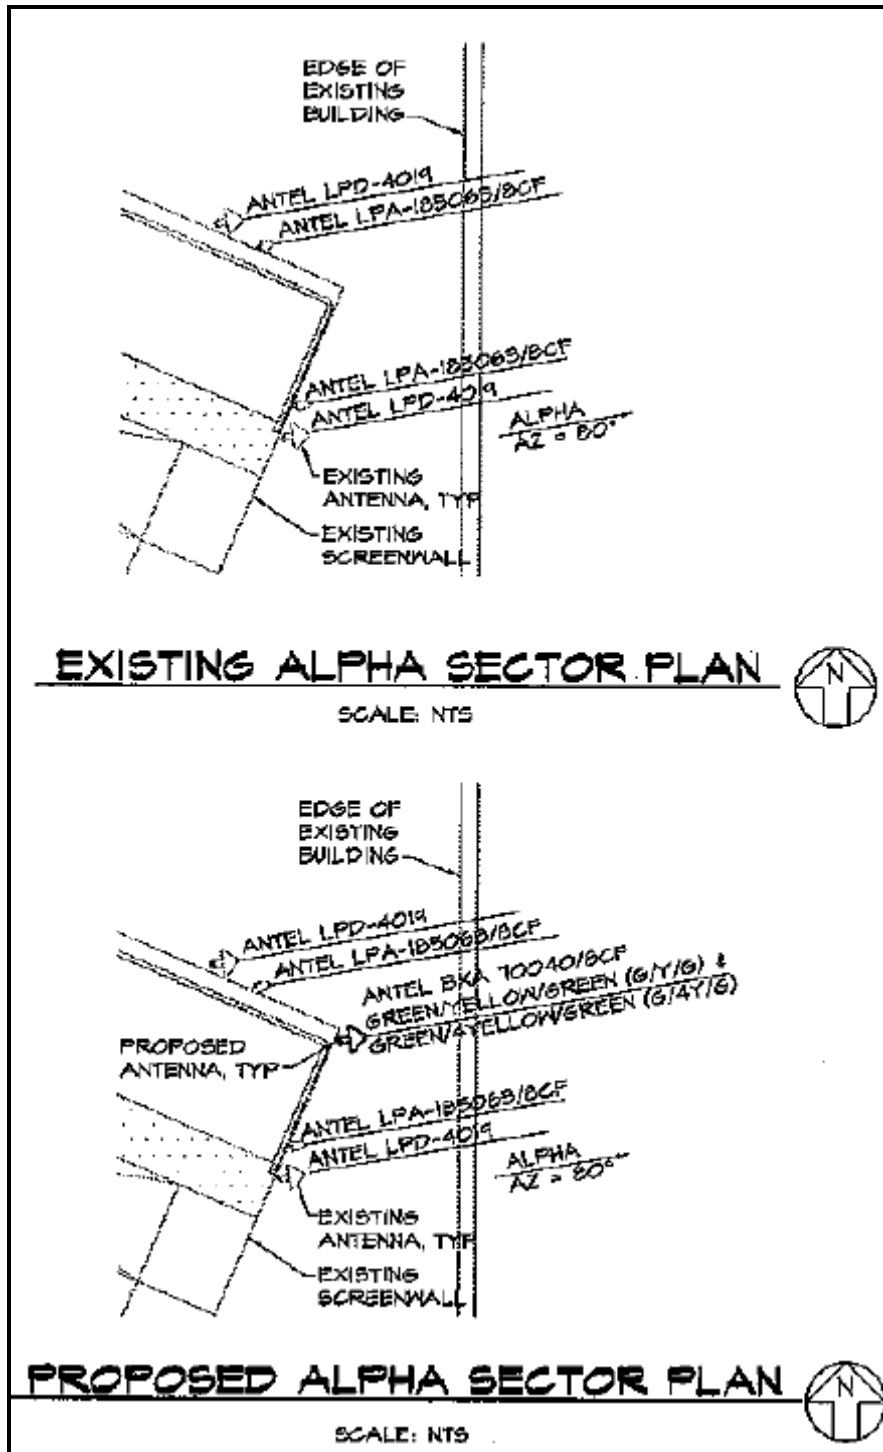 EDGE OF
EXISTING
BUILDING
ANTEL LPD-4019
ANTEL LPA-185063/8CF
ANTEL LPA-185063/8CF
ANTEL LPD-4019
ALPHA
AZ = 80°
EXISTING
ANTENNA, TYP
EXISTING
SCREENWALL
EXISTING ALPHA SECTOR PLAN
N
SCALE: NTS
EDGE OF
EXISTING
BUILDING
ANTEL LPD-4019
ANTEL LPA-185063/8CF
ANTEL BXA 70040/8CF
GREEN/YELLOW/GREEN (G/Y/G) &
GREEN/4YELLOW/GREEN (G/4Y/G)
PROPOSED
ANTENNA, TYP
ANTEL LPA-185063/8CF
ANTEL LPD-4019
ALPHA
AZ = 80°
EXISTING
ANTENNA, TYP
EXISTING
SCREENWALL
PROPOSED ALPHA SECTOR PLAN
N
SCALE: NTS